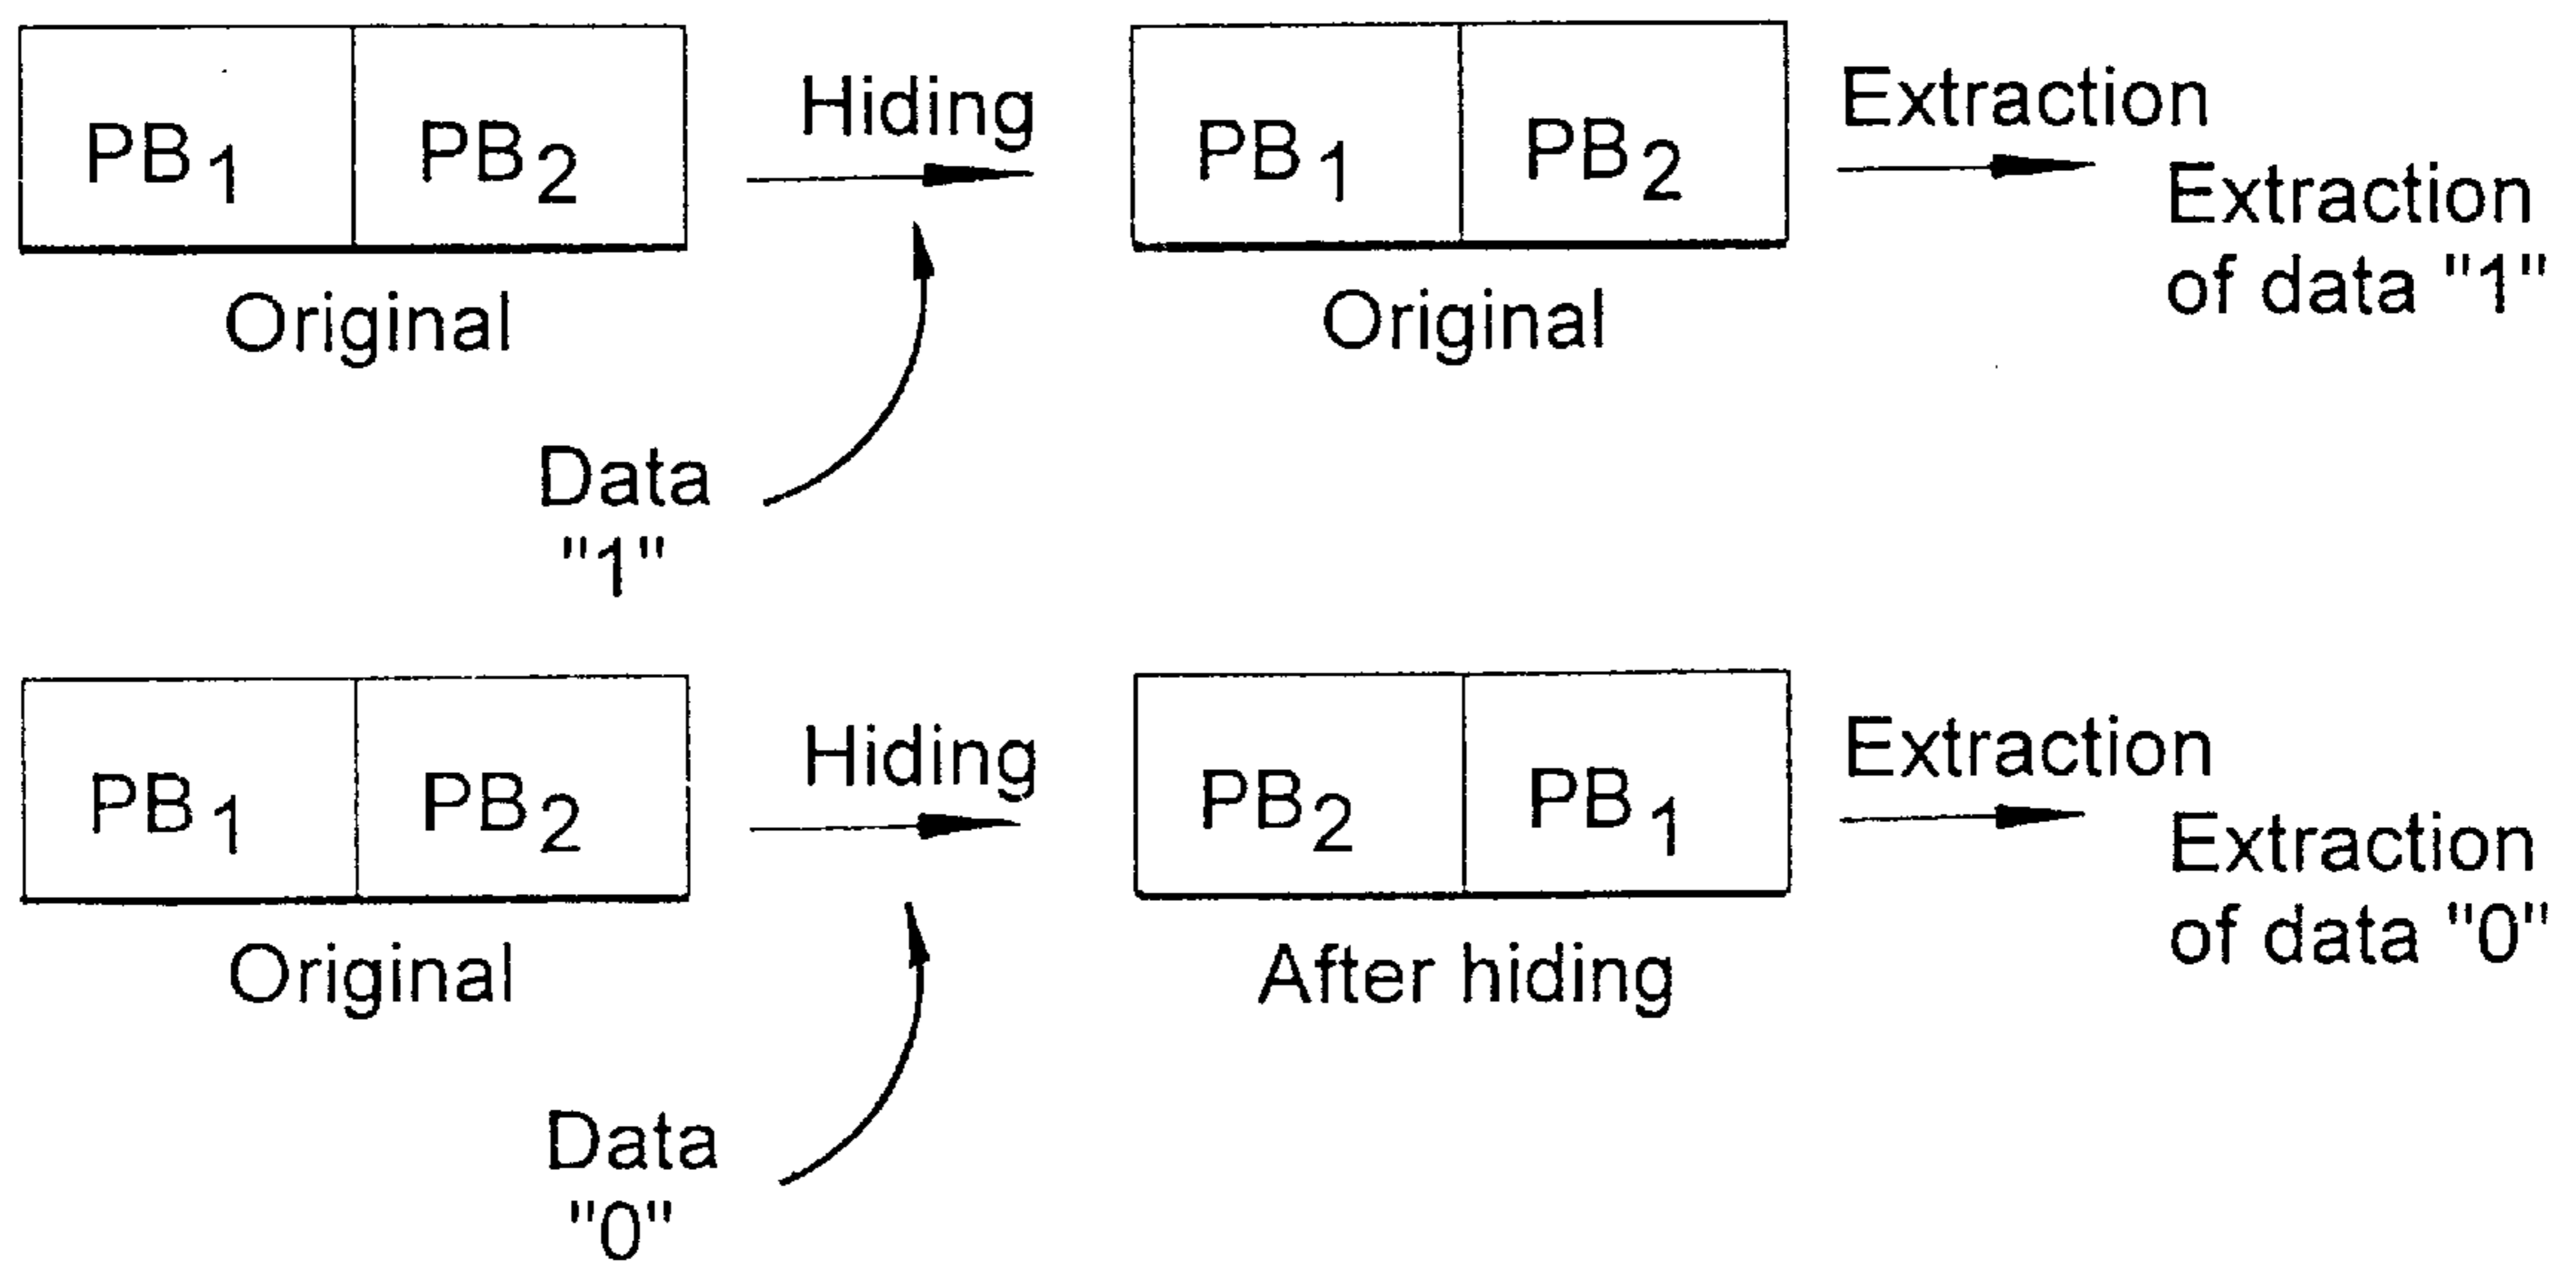 PB1 PB2
Hiding
PB1 PB2
Extraction
Extraction
of data "1"
Original
Original
Data
"1"
PB1 PB2
Hiding
PB2 PB1
Extraction
Extraction
of data "0"
Original
After hiding
Data
"0"